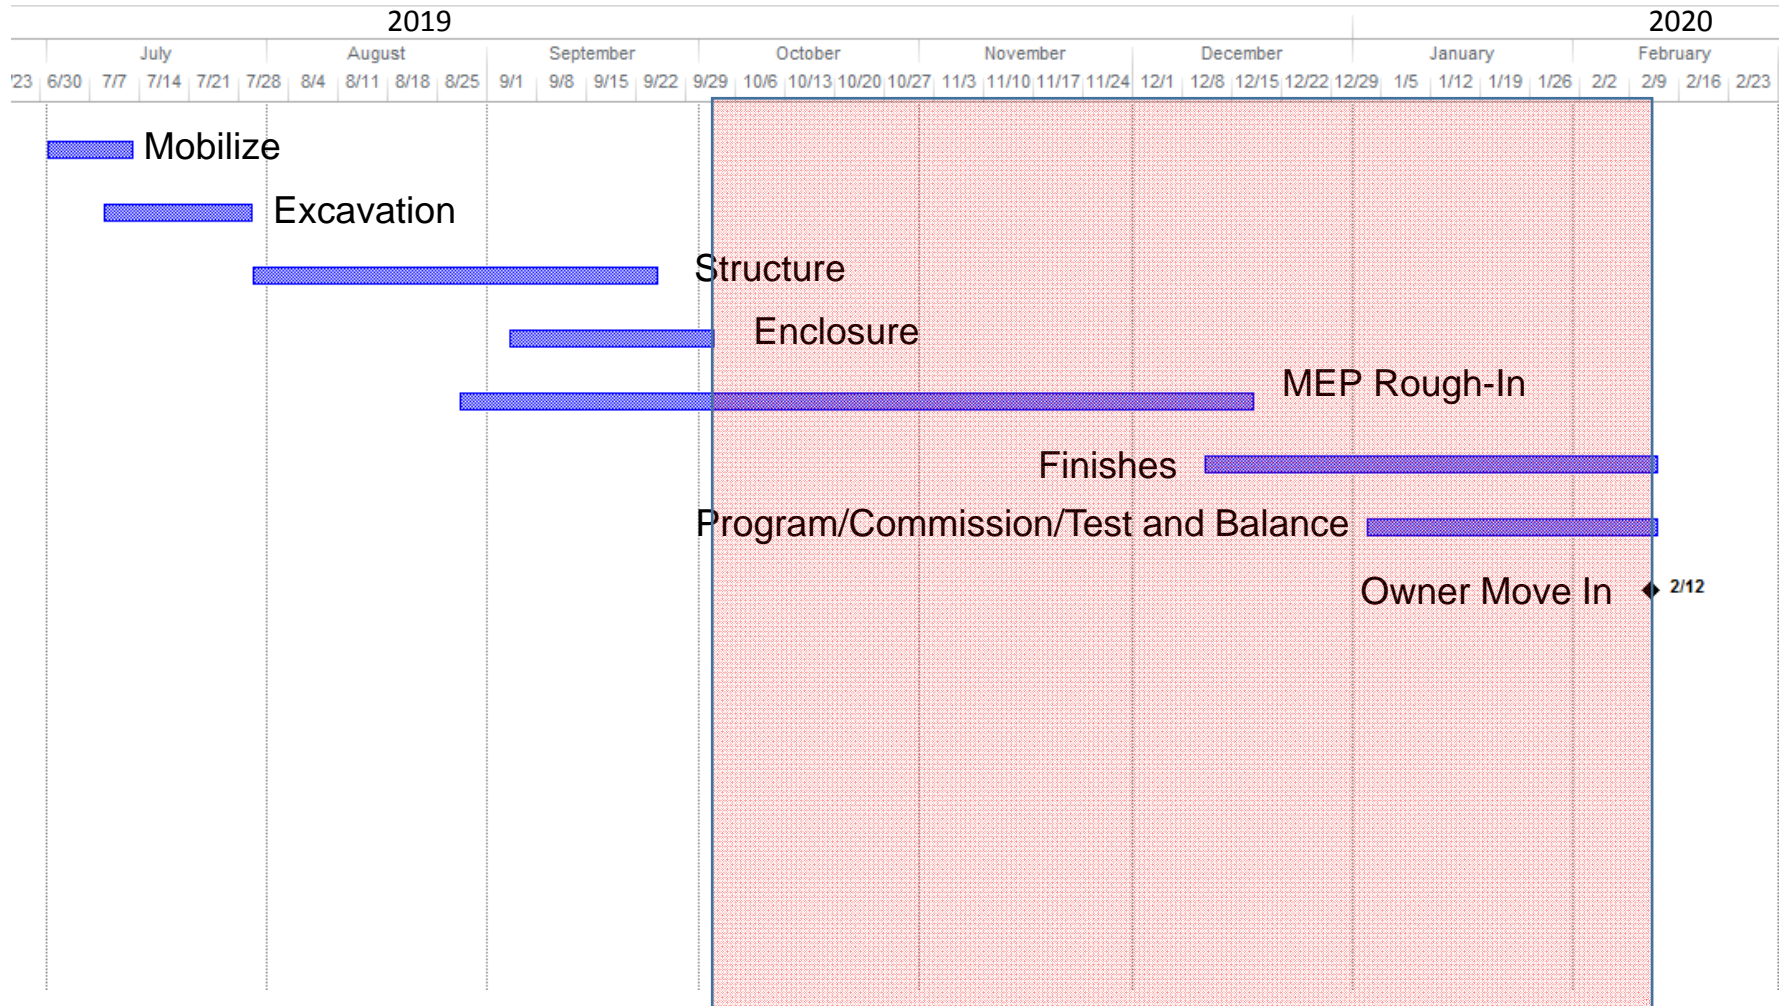 2019 2020
July August September October November December January February
/23 6/30 7/7 7/14 7/21 7/28 8/4 8/11 8/18 8/25 9/1 9/8 9/15 9/22 9/29 10/6 10/13 10/20 10/27 11/3 11/10 11/17 11/24 12/1 12/8 12/15 12/22 12/29 1/5 1/12 1/19 1/26 2/2 2/9 2/16 2/23
Mobilize
Excavation
Structure
Enclosure
MEP Rough-In
Finishes
Program/Commission/Test and Balance
Owner Move In 2/12